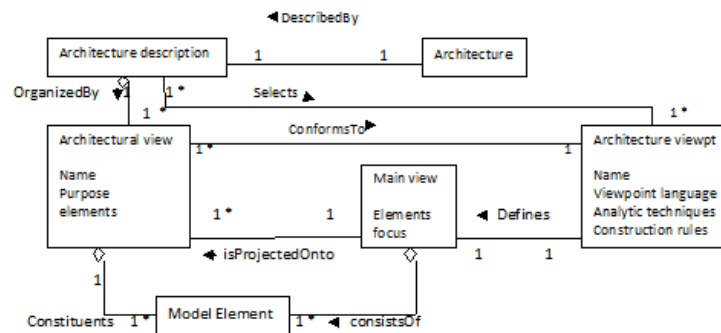 DescribedBy
Architecture description
1
1
Architecture
OrganizedBy
1
1 *
Selects
1 *
1 *
Architectural view
ConformsTo
Architecture viewpt
1 *
1
Name
Purpose
elements
Main view
Elements
focus
Name
Viewpoint language
Analytic techniques
Construction rules
1 *
1
Defines
isProjectedOnto
1
1
1
Constituents
1 *
Model Element
1 *
consistsOf